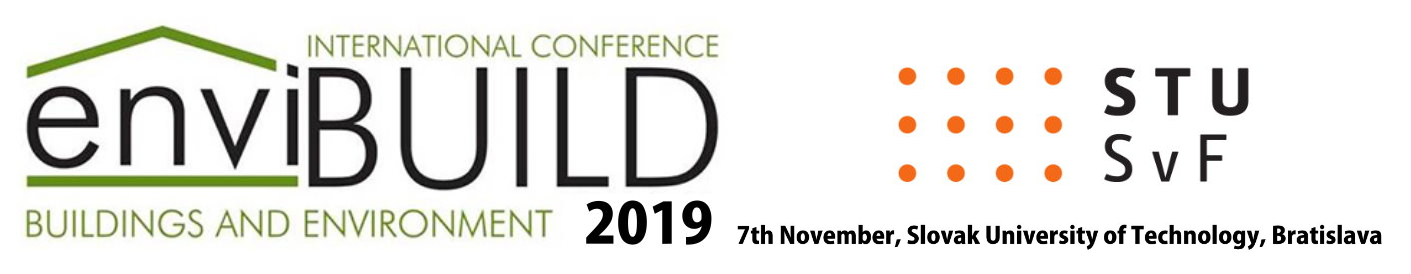 INTERNATIONAL CONFERENCE
enviBUILD
BUILDINGS AND ENVIRONMENT 2019
STU
SvF
7th November, Slovak University of Technology, Bratislava